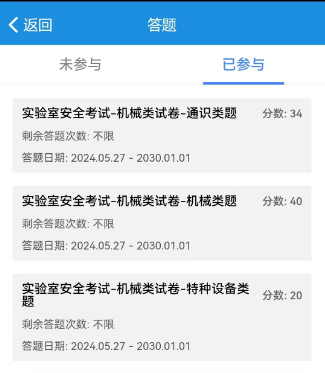 返回
答题
未参与
已参与
实验室安全考试-机械类试卷-通识类题
分数: 34
剩余答题次数: 不限
答题日期: 2024.05.27 - 2030.01.01
实验室安全考试-机械类试卷-机械类题
分数: 40
剩余答题次数: 不限
答题日期: 2024.05.27 - 2030.01.01
实验室安全考试-机械类试卷-特种设备类
题
分数: 20
剩余答题次数: 不限
答题日期: 2024.05.27 - 2030.01.01